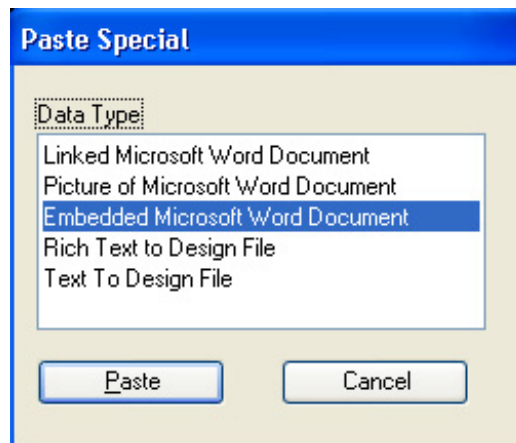 Paste Special
Data Type
Linked Microsoft Word Document
Picture of Microsoft Word Document
Embedded Microsoft Word Document
Rich Text to Design File
Text To Design File
Paste Cancel